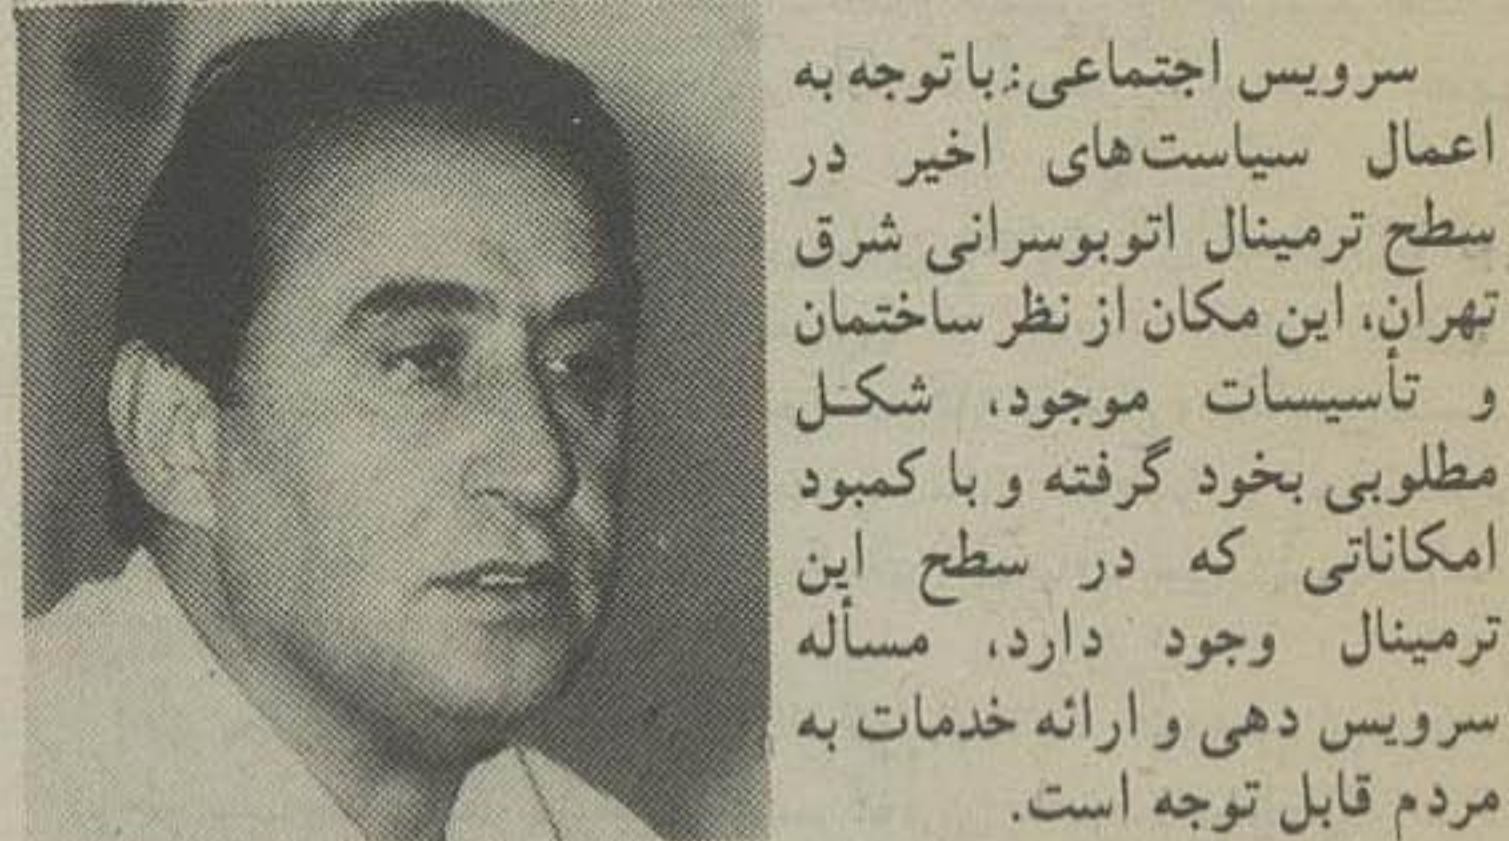 سرویس اجتماعی: با توجه به
اعمال سیاست‌های اخیر در
سطح ترمینال اتوبوسرانی شرق
تهران، این مکان از نظر ساختمان
و تأسیسات موجود، شکل
مطلوبی بخود گرفته و با کمبود
امکاناتی که در سطح این
ترمینال وجود دارد، مسأله
سرویس دهی و ارائه خدمات به
مردم قابل توجه است.